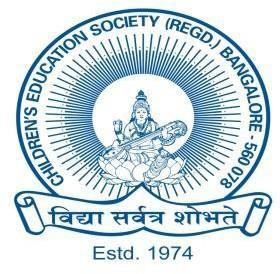 CHILDREN'S EDUCATION SOCIETY (REGD.) BANGALORE 560 078
विद्या सर्वत्र शोभते
Estd. 1974